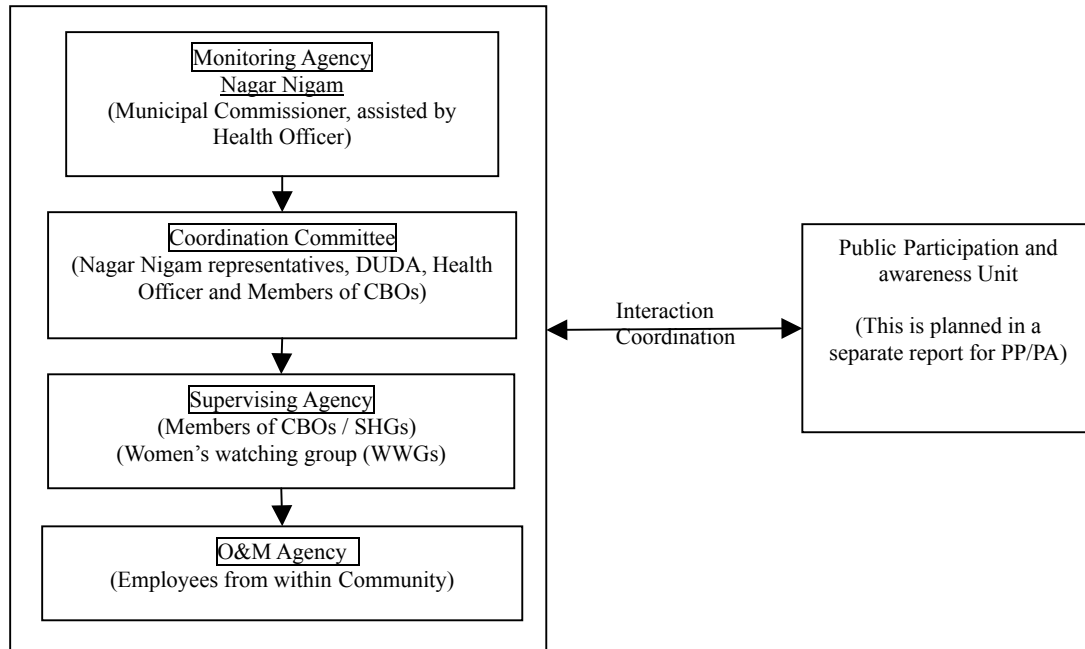 Monitoring Agency
Nagar Nigam
(Municipal Commissioner, assisted by
Health Officer)
Coordination Committee
(Nagar Nigam representatives, DUDA, Health
Officer and Members of CBOs)
Supervising Agency
(Members of CBOs / SHGs)
(Women’s watching group (WWGs)
O&M Agency
(Employees from within Community)
Interaction
Coordination
Public Participation and
awareness Unit
(This is planned in a
separate report for PP/PA)